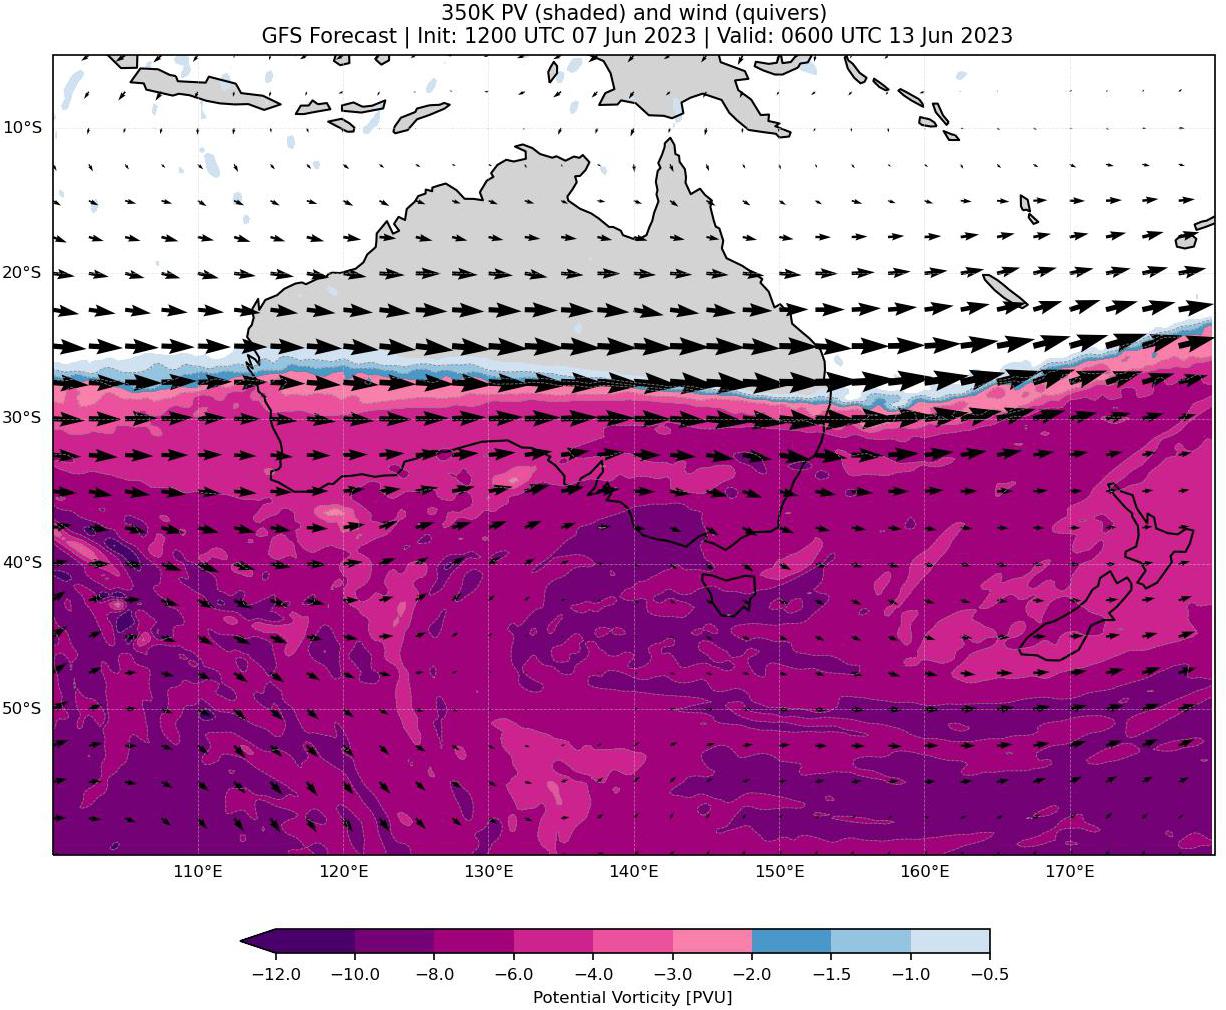 350K PV (shaded) and wind (quivers)
GFS Forecast | Init: 1200 UTC 07 Jun 2023 | Valid: 0600 UTC 13 Jun 2023
10°S
20°S
30°S
40°S
50°S
110°E 120°E 130°E 140°E 150°E 160°E 170°E
−12.0 −10.0 −8.0 −6.0 −4.0 −3.0 −2.0 −1.5 −1.0 −0.5
Potential Vorticity [PVU]